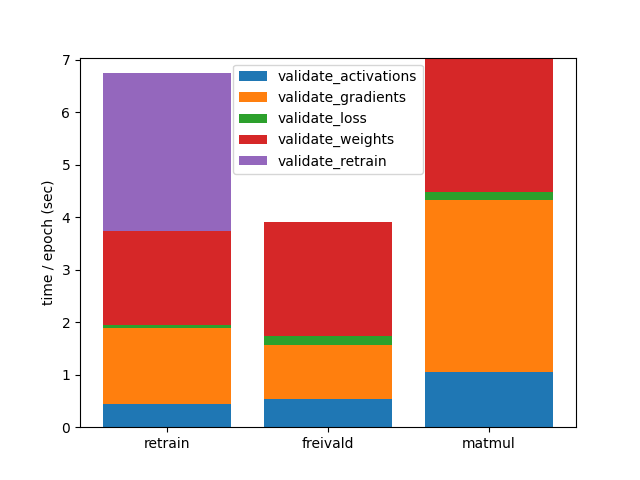 7
6
5
4
3
2
1
0
time / epoch (sec)
validate_activations
validate_gradients
validate_loss
validate_weights
validate_retrain
retrain
freivald
matmul